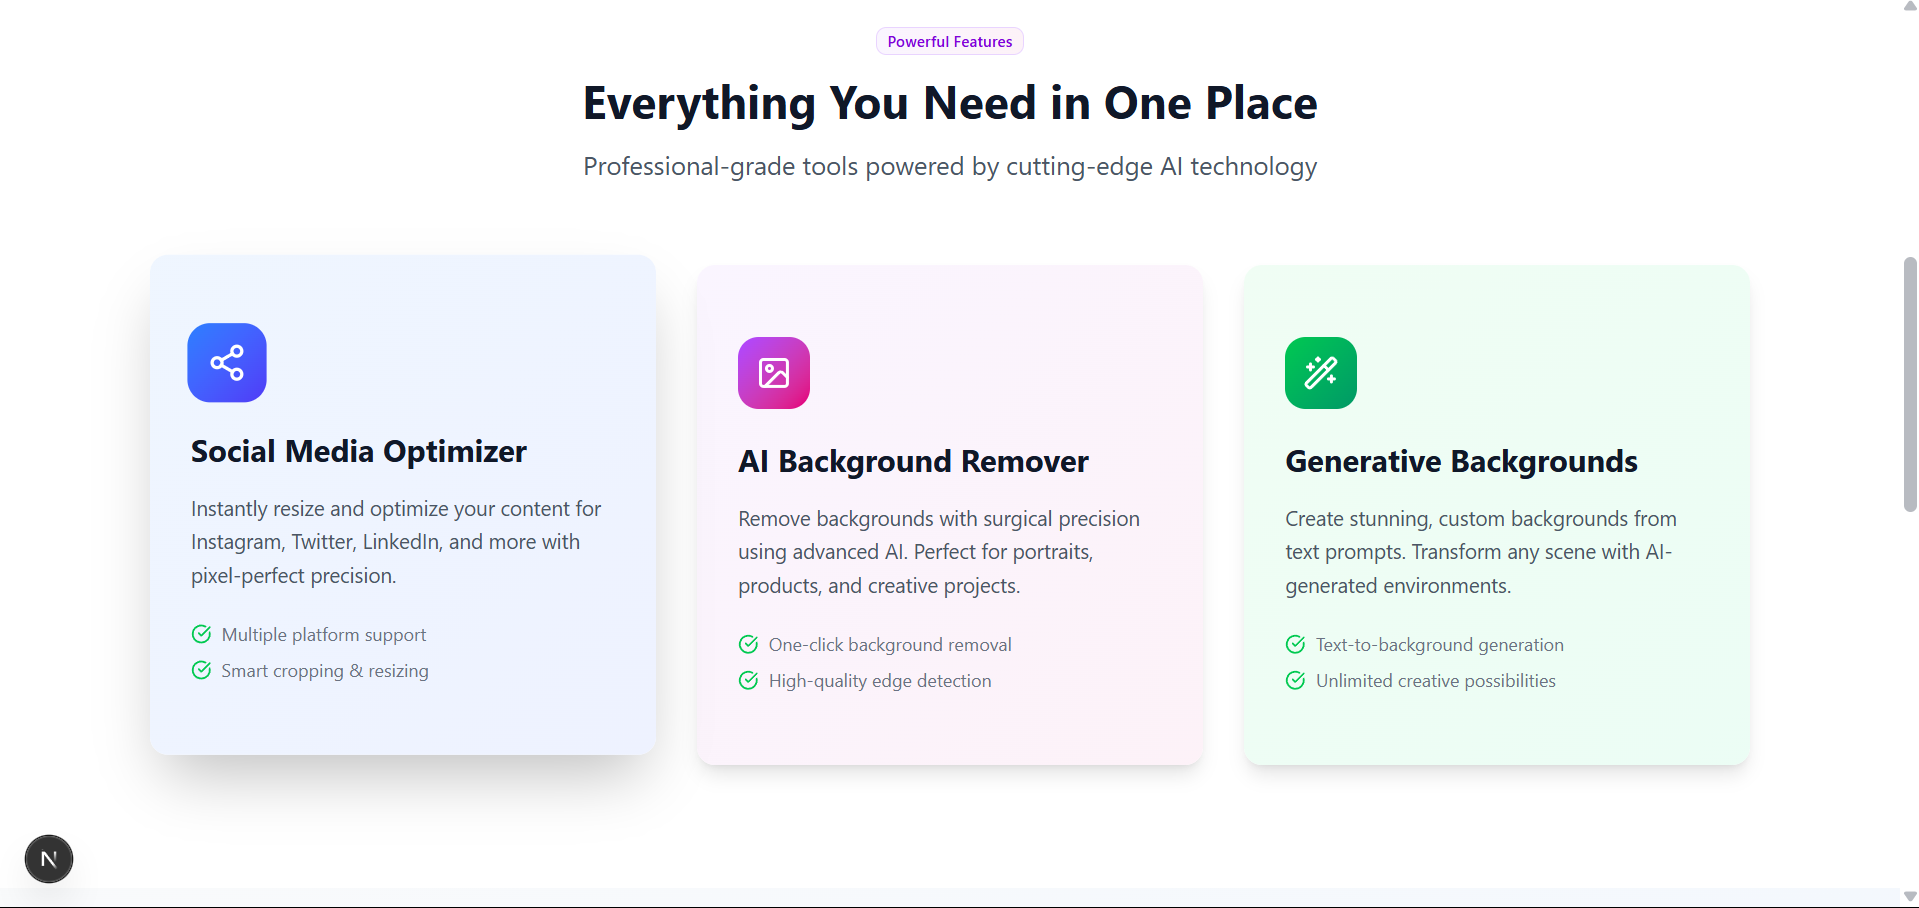 Powerful Features
Everything You Need in One Place
Professional-grade tools powered by cutting-edge AI technology
Social Media Optimizer
Instantly resize and optimize your content for
Instagram, Twitter, LinkedIn, and more with
pixel-perfect precision.
Multiple platform support
Smart cropping & resizing
AI Background Remover
Remove backgrounds with surgical precision
using advanced AI. Perfect for portraits,
products, and creative projects.
One-click background removal
High-quality edge detection
Generative Backgrounds
Create stunning, custom backgrounds from
text prompts. Transform any scene with AI-
generated environments.
Text-to-background generation
Unlimited creative possibilities
N